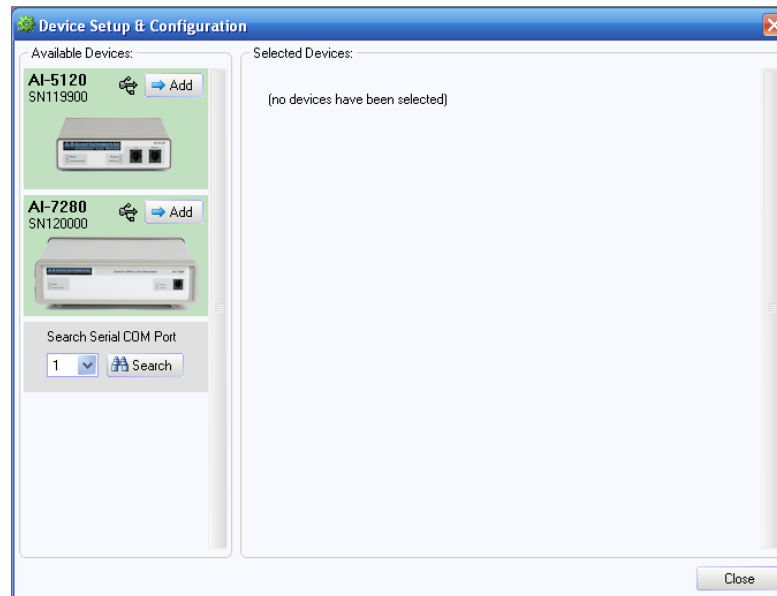 Device Setup & Configuration
Available Devices:
AI-5120
SN119900
Add
AI-7280
SN120000
Add
Search Serial COM Port
1
Search
Selected Devices:
(no devices have been selected)
Close